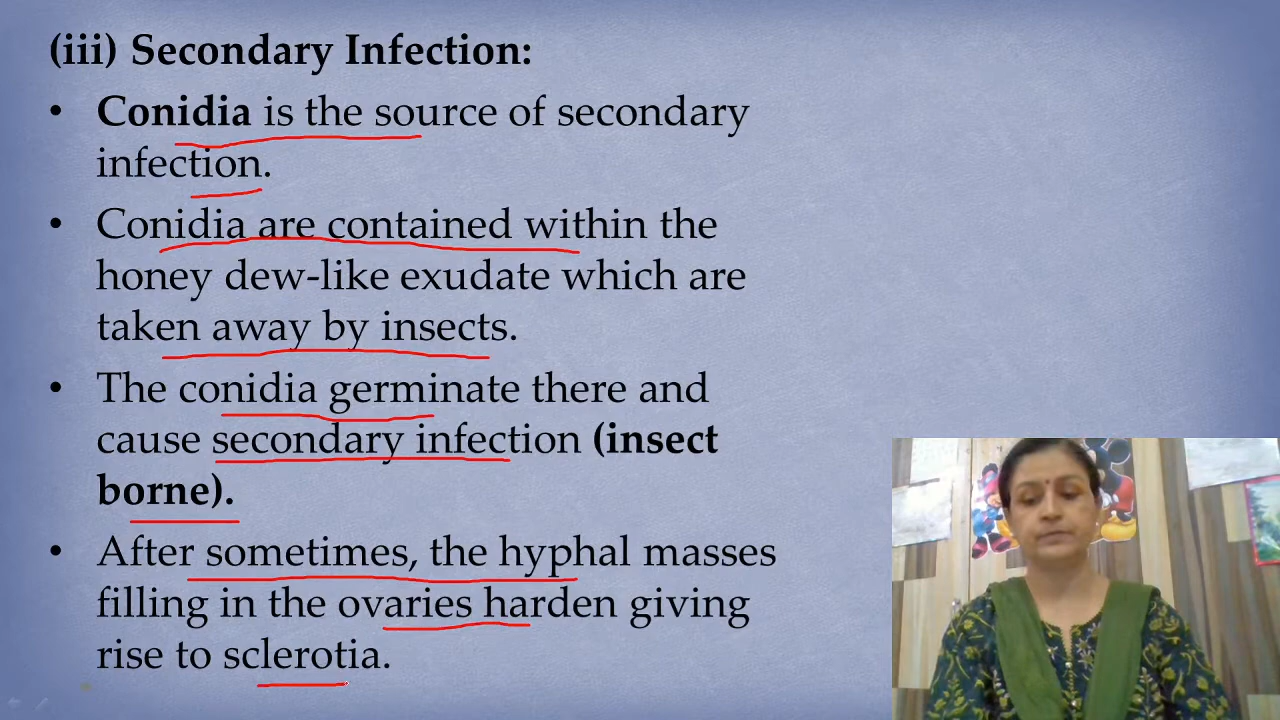 (iii) Secondary Infection:
• Conidia is the source of secondary
infection.
• Conidia are contained within the
honey dew-like exudate which are
taken away by insects.
• The conidia germinate there and
cause secondary infection (insect
borne).
• After sometimes, the hyphal masses
filling in the ovaries harden giving
rise to sclerotia.